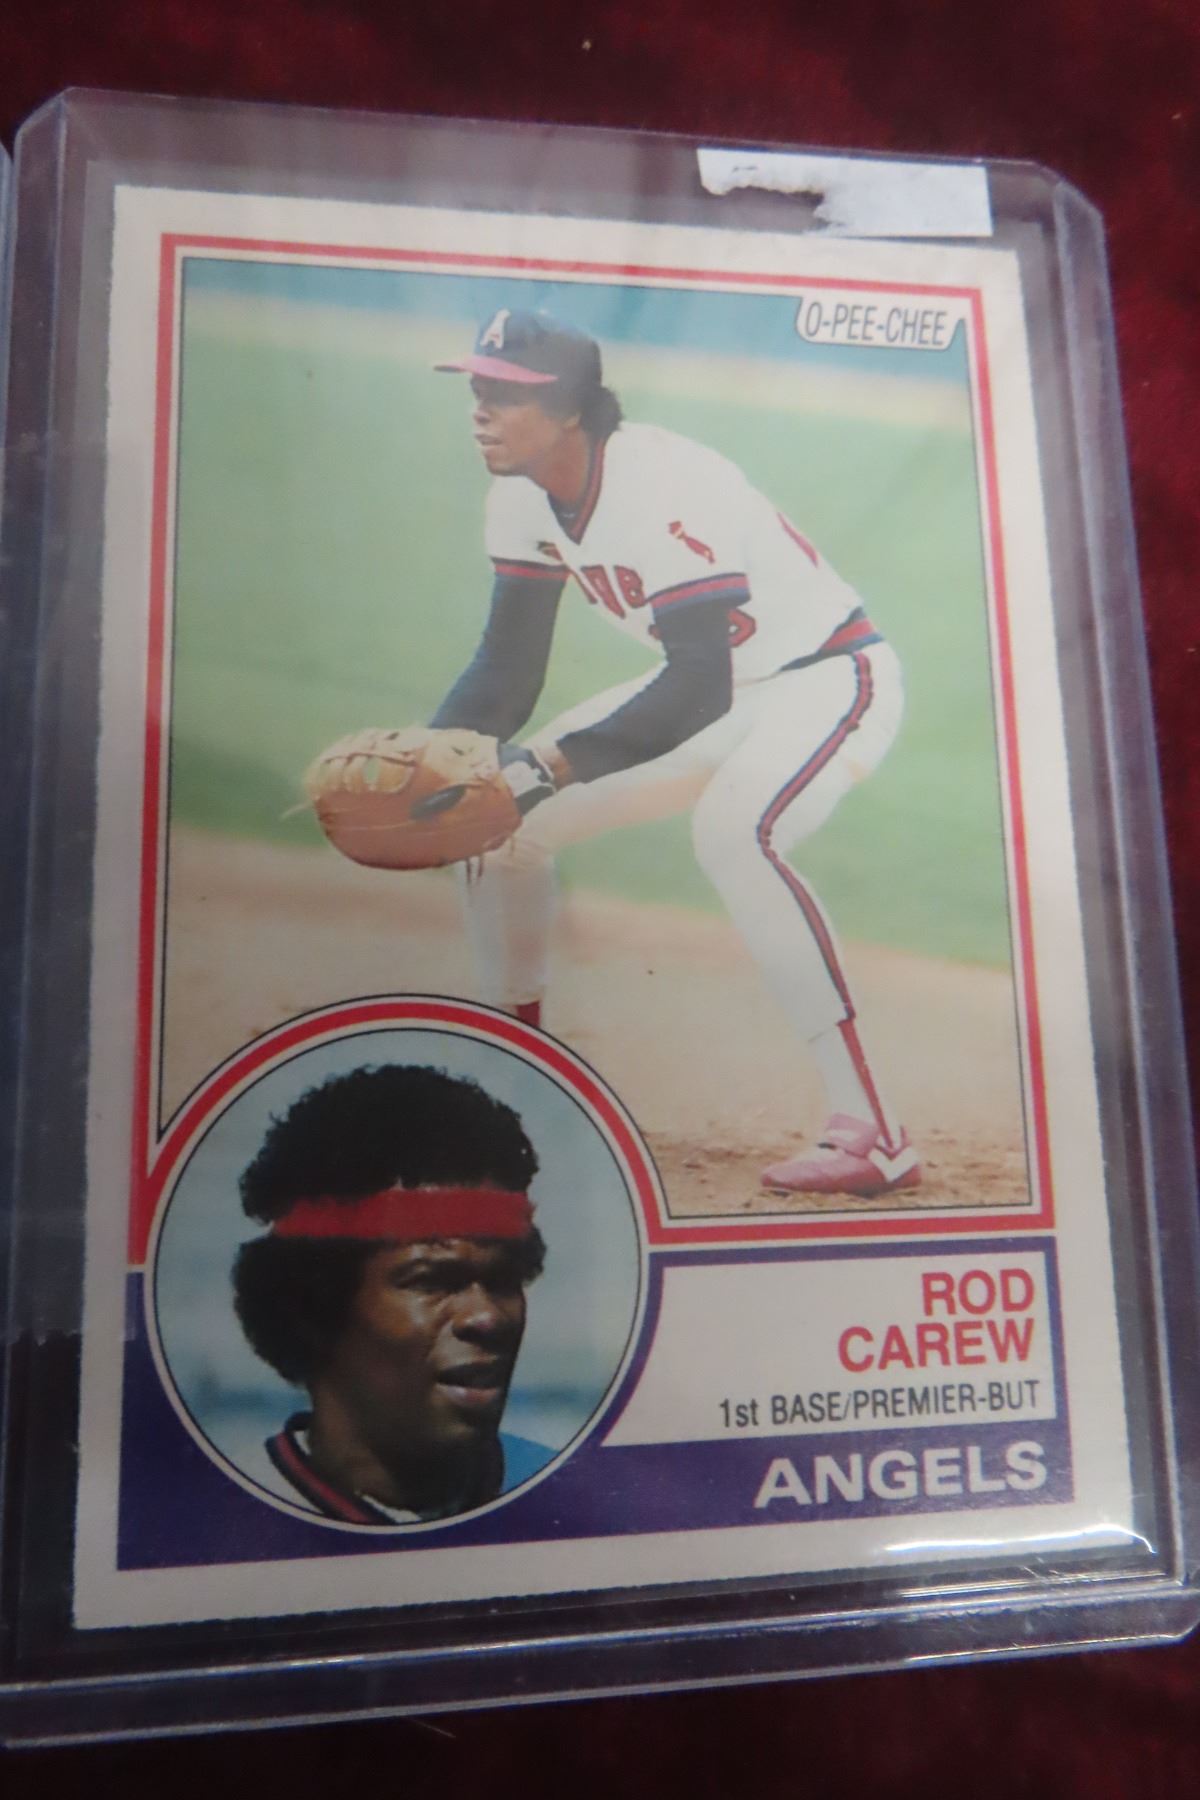 O-PEE-CHEE
A
ROD
CAREW
1st BASE/PREMIER-BUT
ANGELS